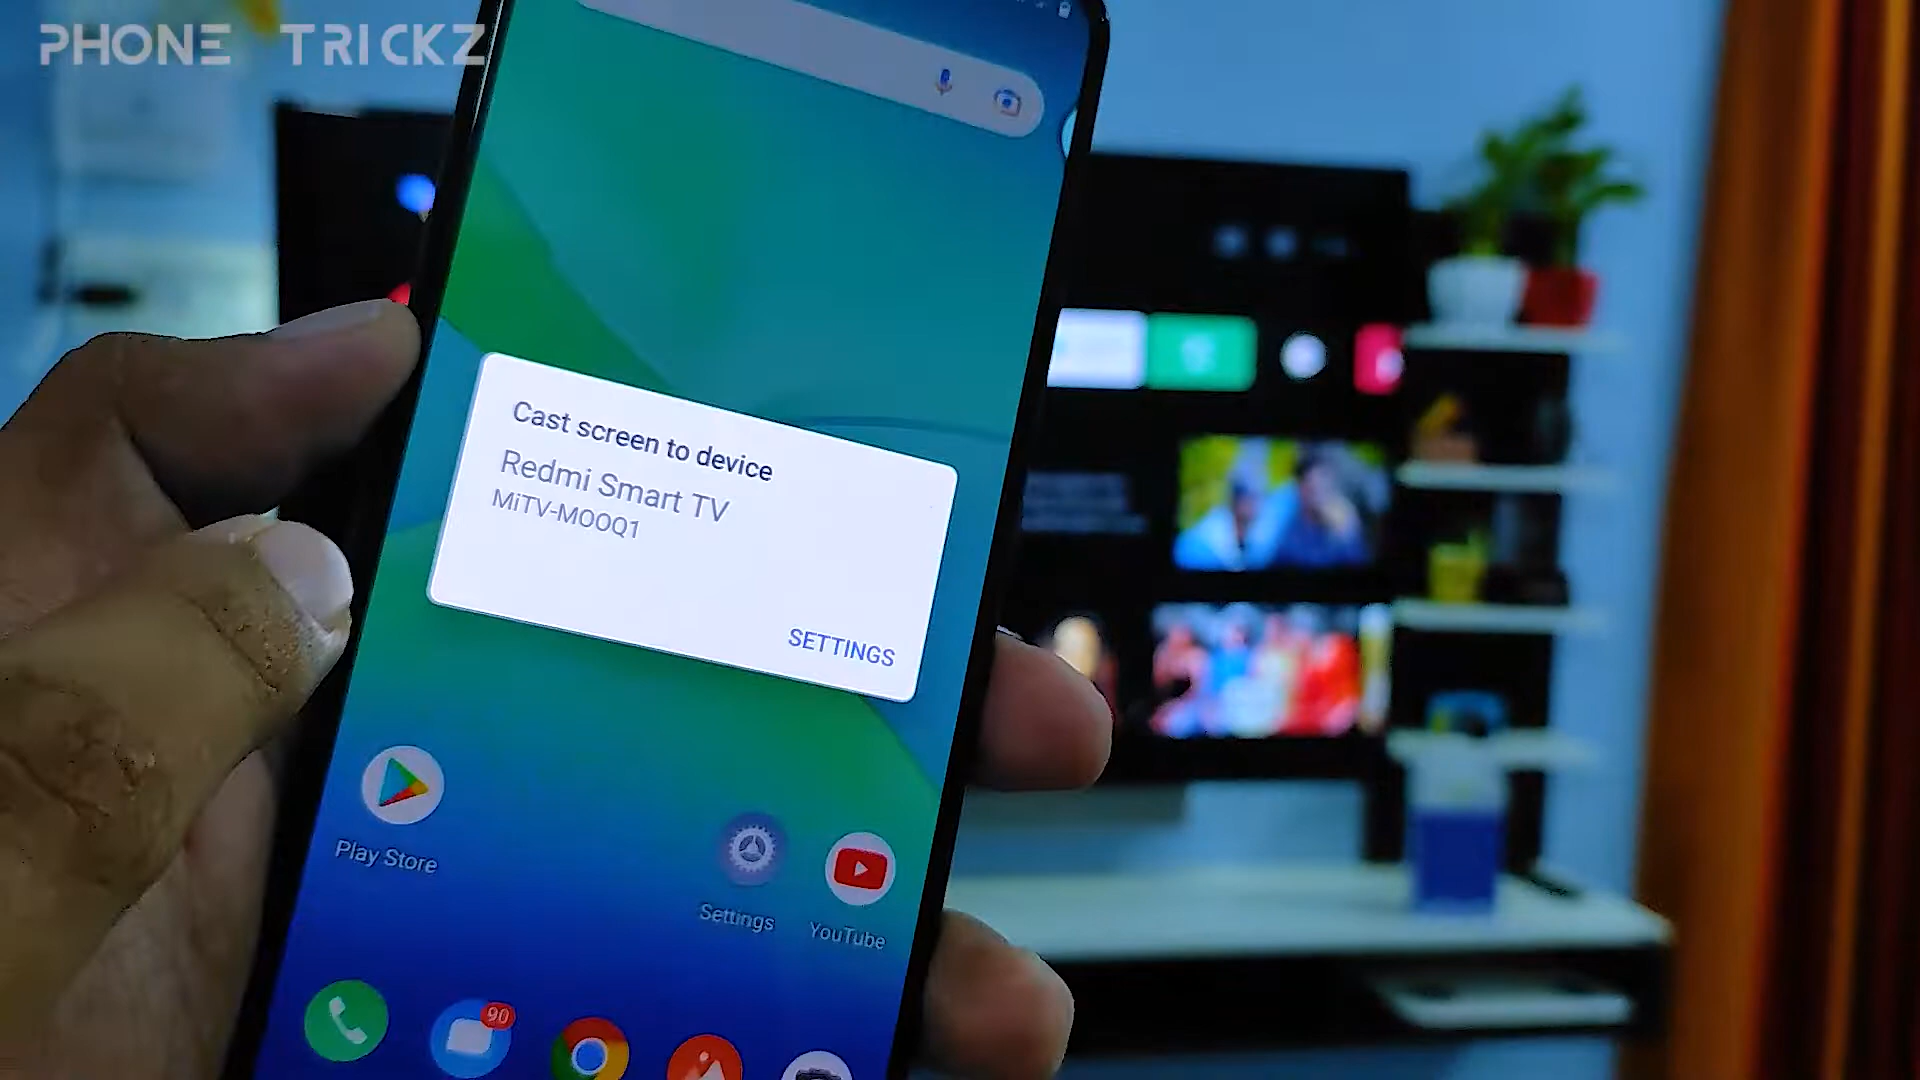 PHONE TRICKZ
Cast screen to device
Redmi Smart TV
MiTV-MOOQ1
SETTINGS
Play Store
Settings
YouTube
90